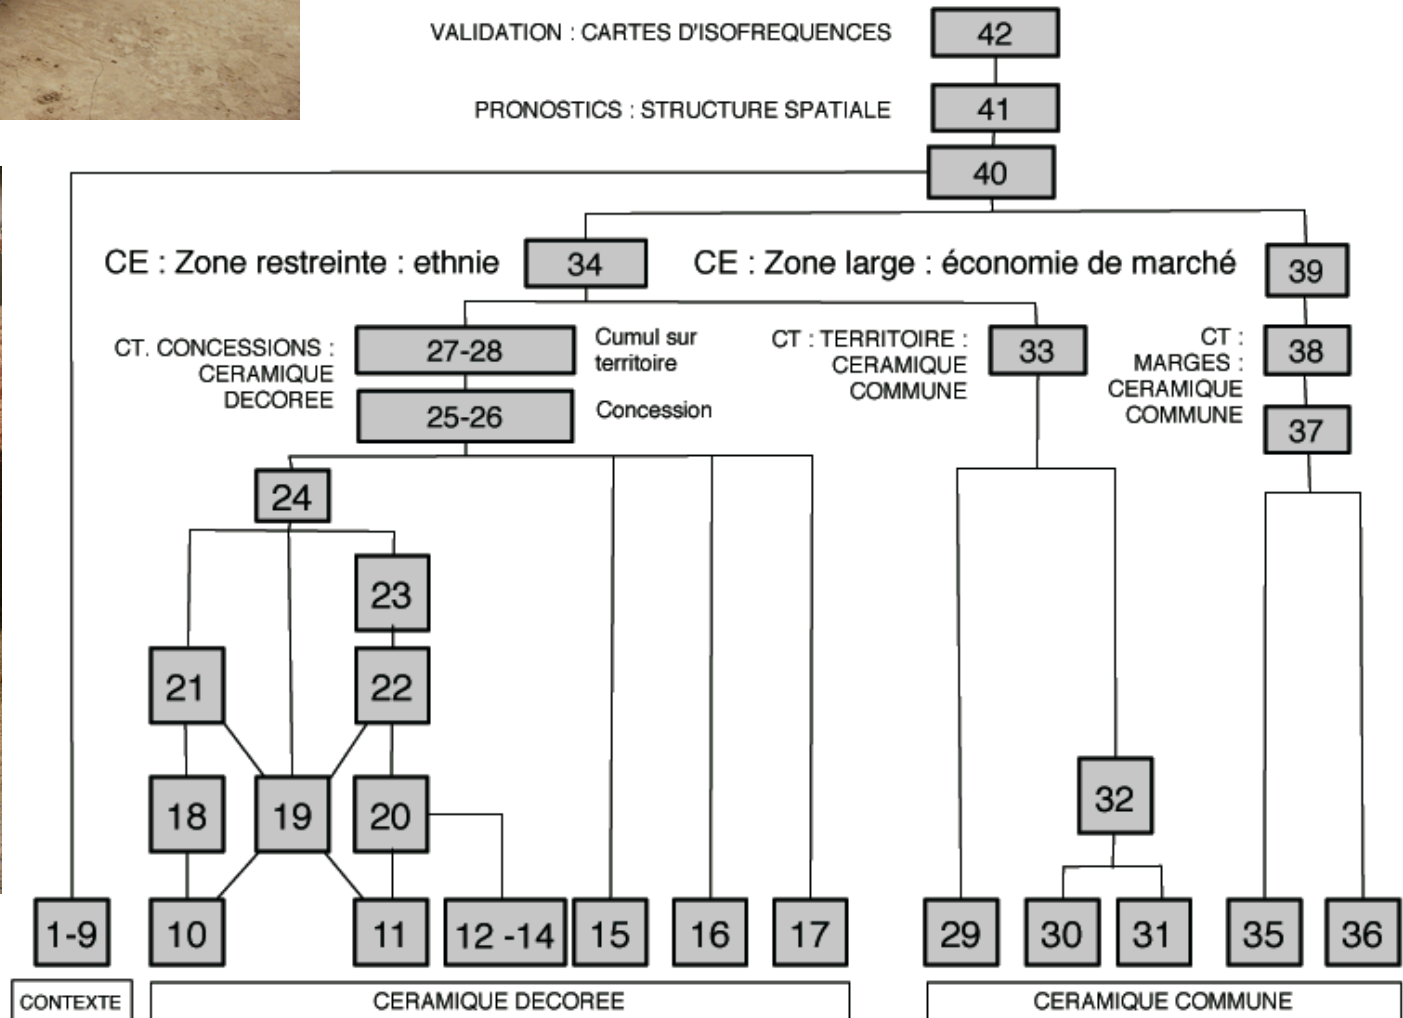 VALIDATION : CARTES D'ISOFREQUENCES
42
PRONOSTICS : STRUCTURE SPATIALE
41
40
CE : Zone restreinte : ethnie
34
CE : Zone large : économie de marché
39
CT. CONCESSIONS :
CERAMIQUE
DECOREE
27-28
Cumul sur
territoire
25-26
Concession
CT : TERRITOIRE :
CERAMIQUE
COMMUNE
33
CT :
MARGES :
CERAMIQUE
COMMUNE
38
37
24
23
21
22
18
19
20
32
1-9
10
11
12 -14
15
16
17
29
30
31
35
36
CONTEXTE
CERAMIQUE DECOREE
CERAMIQUE COMMUNE